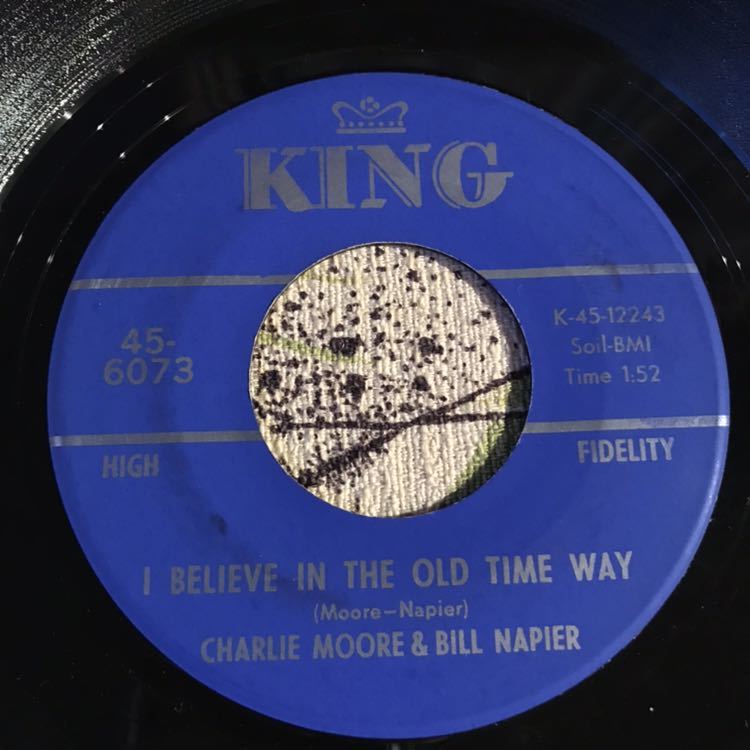 KING
45-
6073
K-45-12243
Soil-BMI
Time 1:52
HIGH
FIDELITY
I BELIEVE IN THE OLD TIME WAY
(Moore-Napier)
CHARLIE MOORE & BILL NAPIER